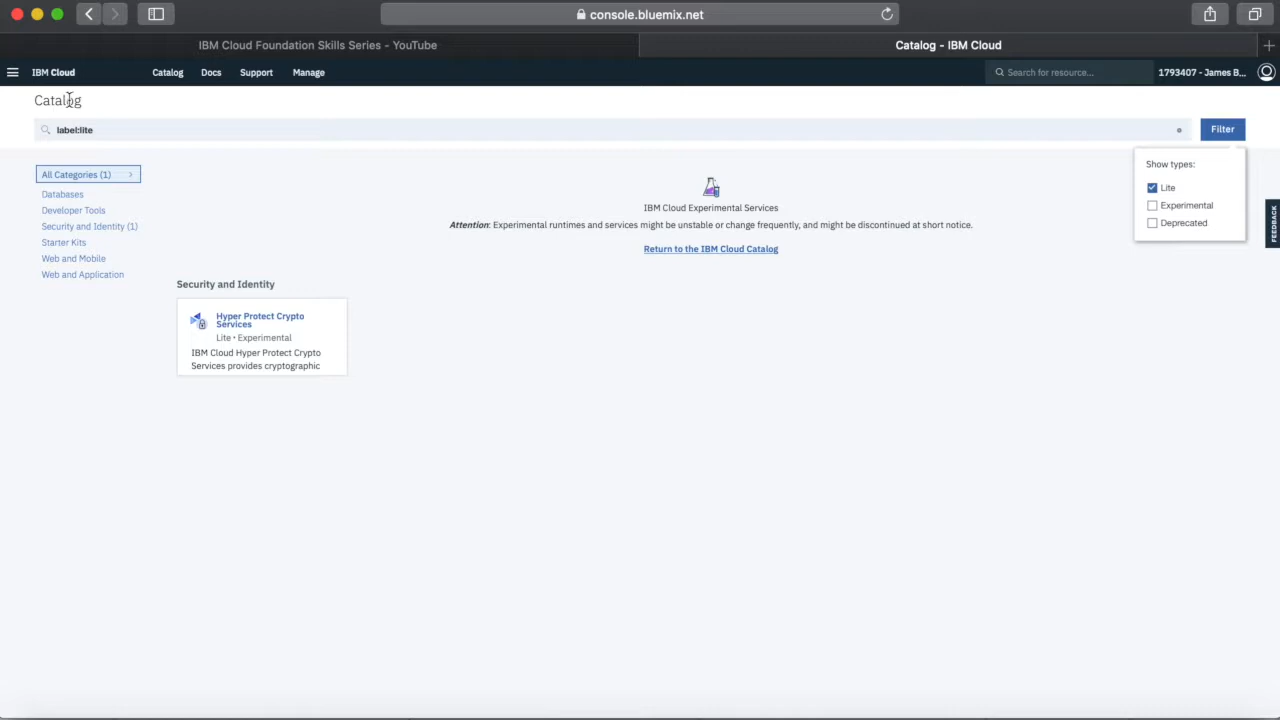 console.bluemix.net
IBM Cloud Foundation Skills Series - YouTube
Catalog - IBM Cloud
IBM Cloud
Catalog
Docs
Support
Manage
Search for resource...
1793407 - James B...
Catalog
label:lite
Filter
Show types:
Lite
Experimental
Deprecated
FEEDBACK
All Categories (1)
Databases
Developer Tools
Security and Identity (1)
Starter Kits
Web and Mobile
Web and Application
IBM Cloud Experimental Services
Attention: Experimental runtimes and services might be unstable or change frequently, and might be discontinued at short notice.
Return to the IBM Cloud Catalog
Security and Identity
Hyper Protect Crypto
Services
Lite • Experimental
IBM Cloud Hyper Protect Crypto
Services provides cryptographic